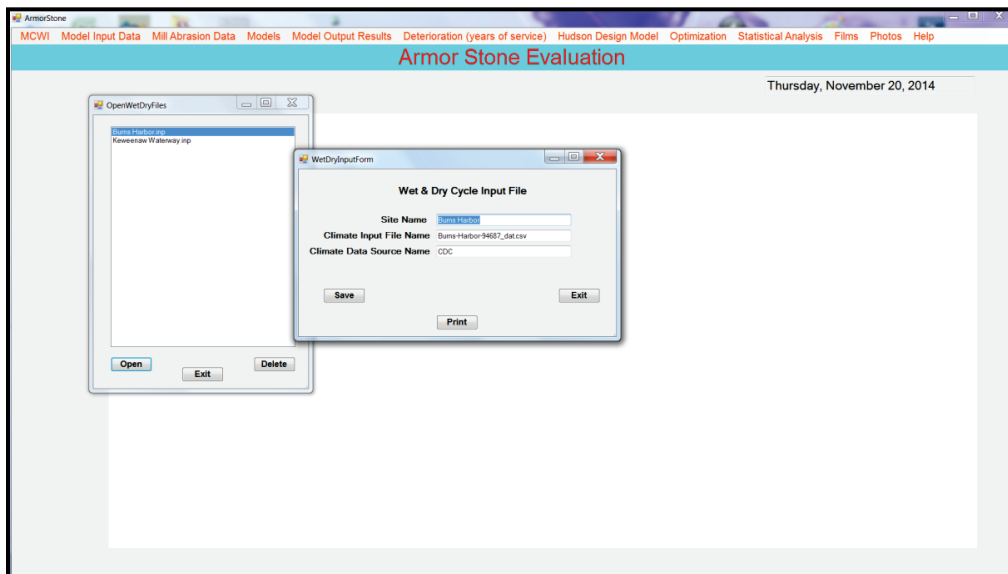 ArmorStone
MCWI Model Input Data Mill Abrasion Data Models Model Output Results Deterioration (years of service) Hudson Design Model Optimization Statistical Analysis Films Photos Help
Armor Stone Evaluation
Thursday, November 20, 2014
OpenWetDryFiles
Burns Harbor.inp
Keweenaw Waterway.inp
Open
Exit
Delete
WetDryInputForm
Wet & Dry Cycle Input File
Site Name Burns Harbor
Climate Input File Name Burns-Harbor-94687_dat.csv
Climate Data Source Name CDC
Save
Exit
Print